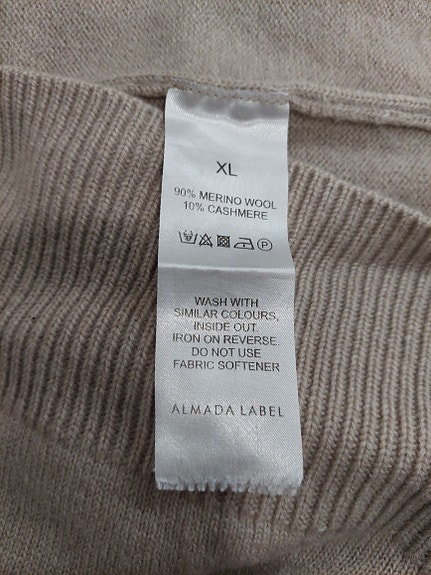 XL
90% MERINO WOOL
10% CASHMERE
P
WASH WITH
SIMILAR COLOURS,
INSIDE OUT.
IRON ON REVERSE.
DO NOT USE
FABRIC SOFTENER
ALMADA LABEL